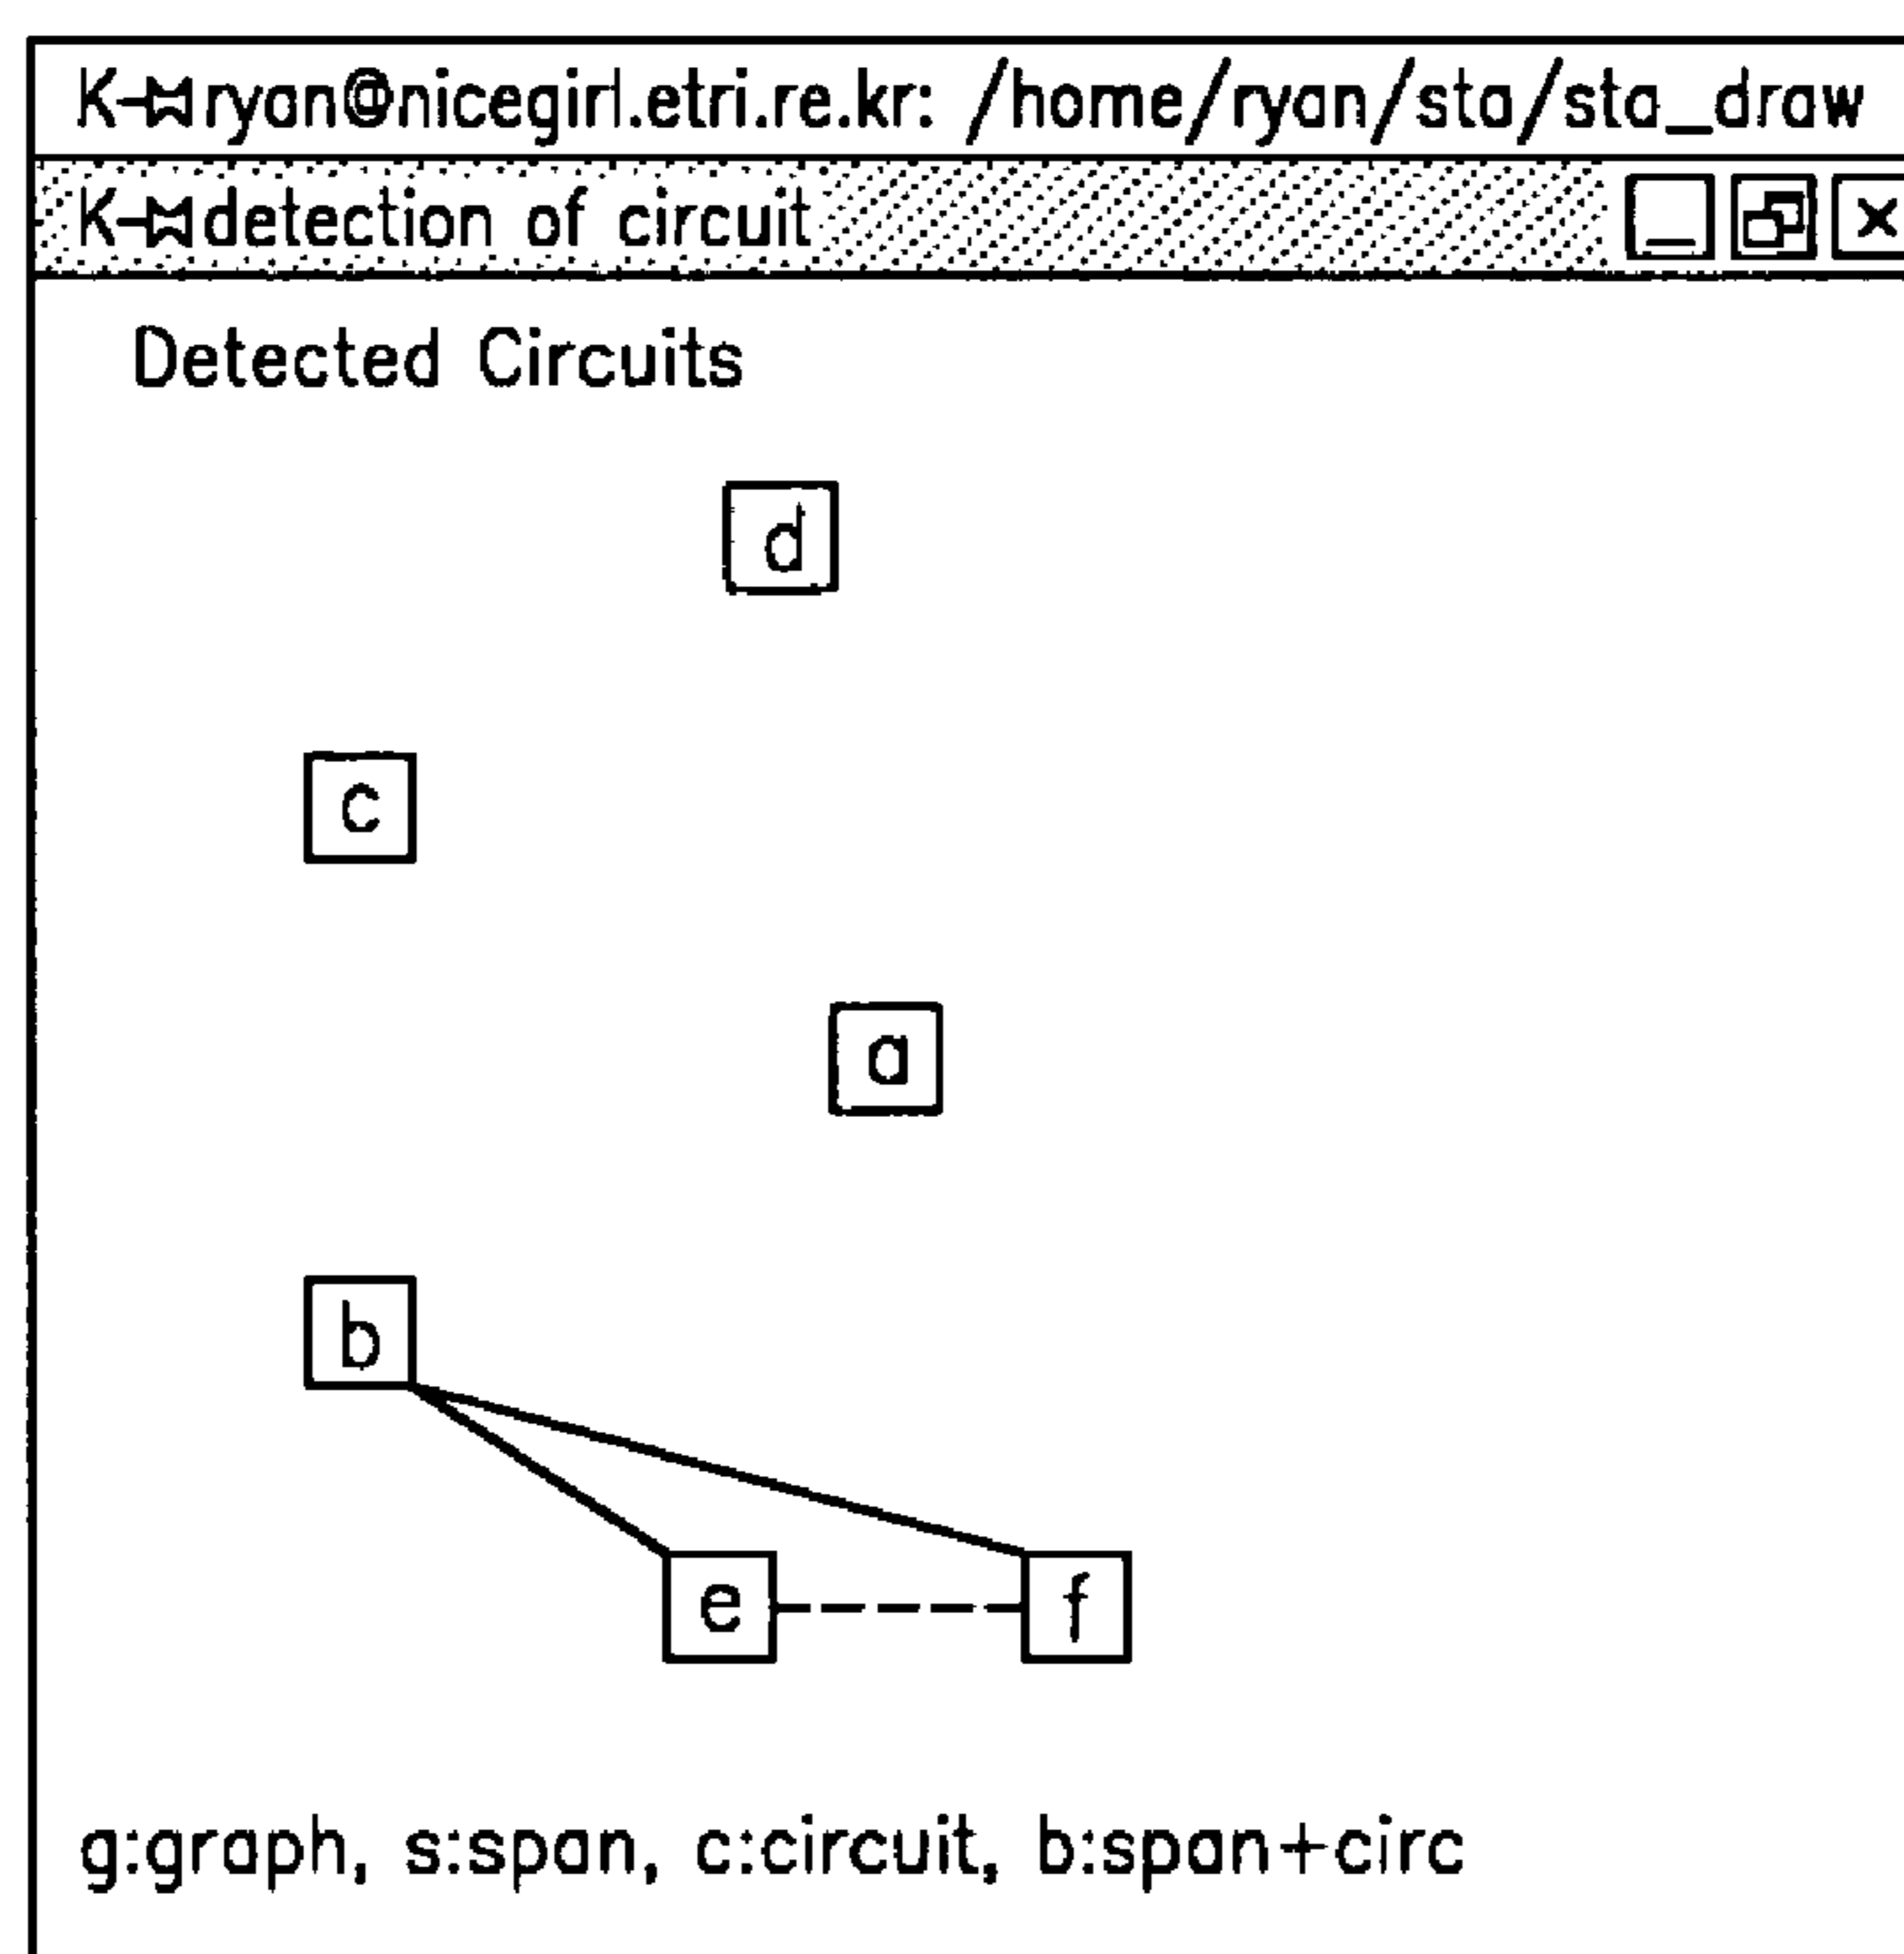 ryan@nicegirl.etri.re.kr: /home/ryan/sta/sta_draw
detection of circuit
Detected Circuits
d
c
a
b
e
f
g:graph, s:span, c:circuit, b:span+circ